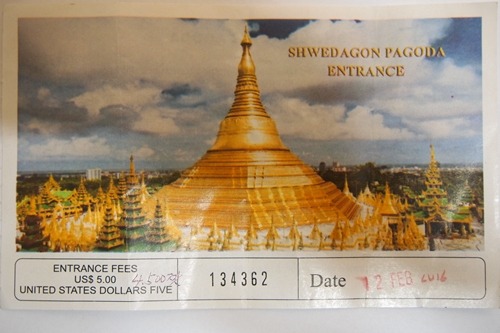 SHWEDAGON PAGODA
ENTRANCE
ENTRANCE FEES
US$ 5.00
UNITED STATES DOLLARS FIVE
134362
Date 12 FEB 2016